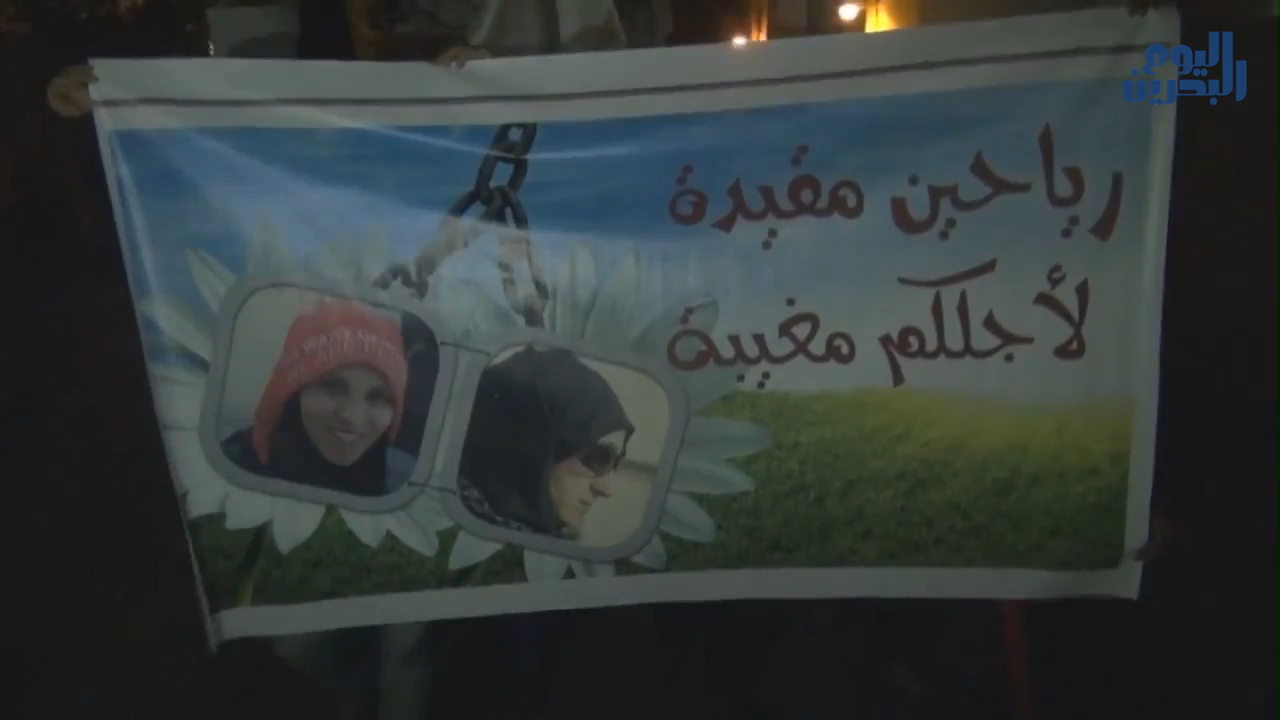 اليوم
البحرين
رياحين مقيدة
لأجلكم مغيبة